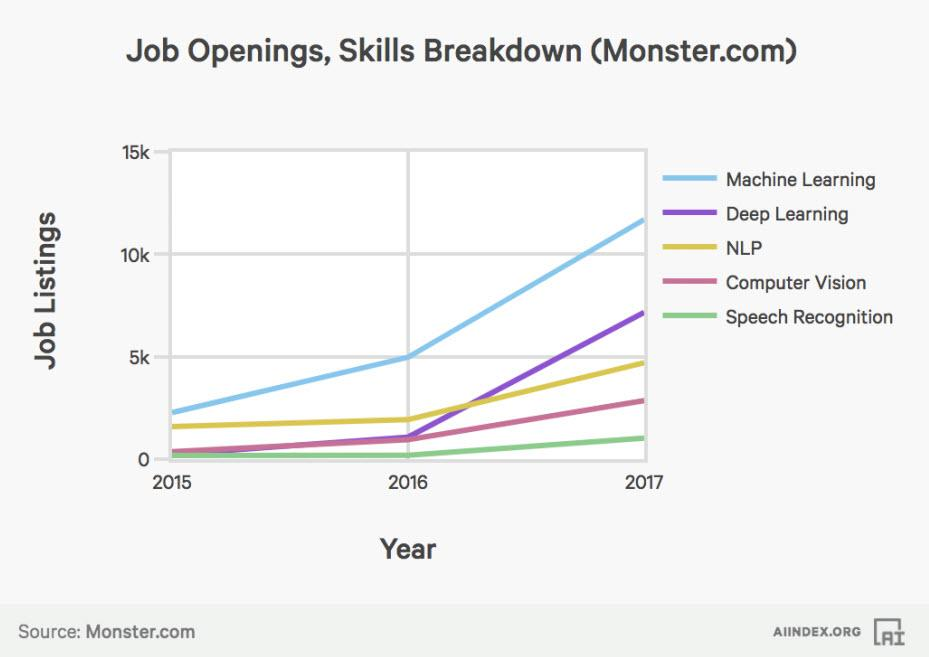 Job Openings, Skills Breakdown (Monster.com)
15k
10k
5k
0
Job Listings
2015 2016 2017
Year
Machine Learning
Deep Learning
NLP
Computer Vision
Speech Recognition
Source: Monster.com
AIINDEX.ORG AI